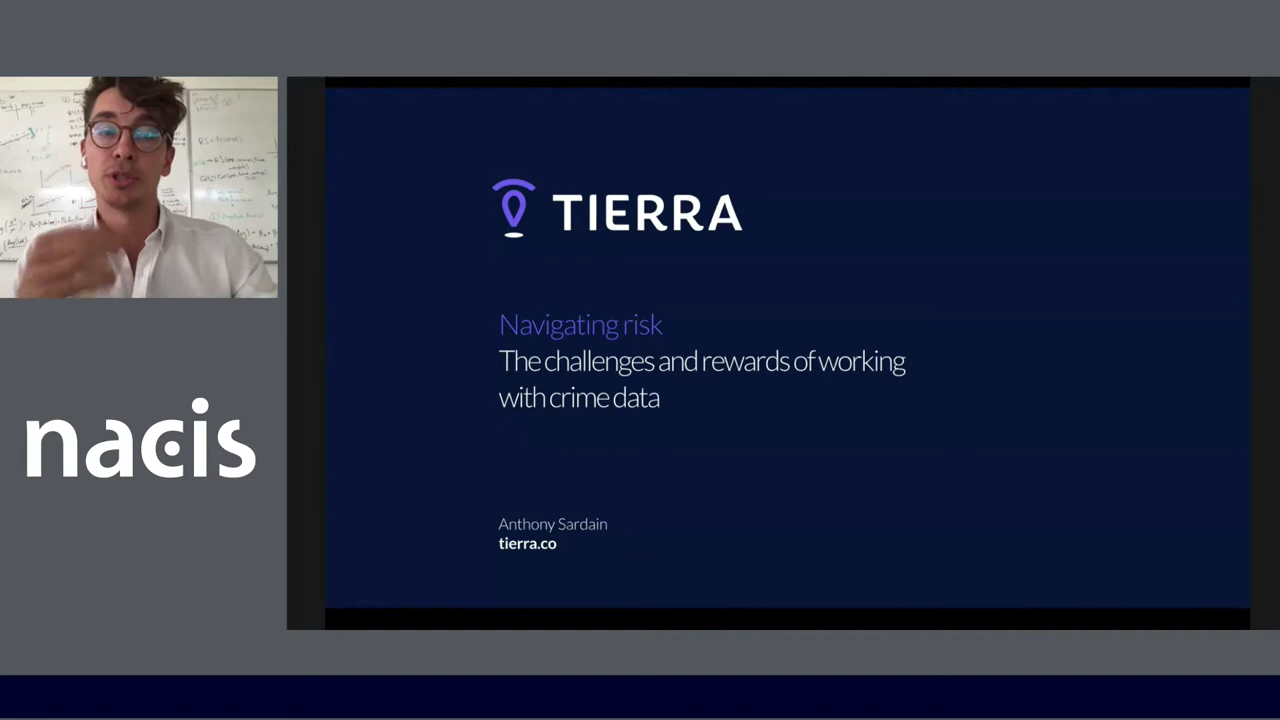 TIERRA
Navigating risk
The challenges and rewards of working
with crime data
Anthony Sardain
tierra.co
nacis